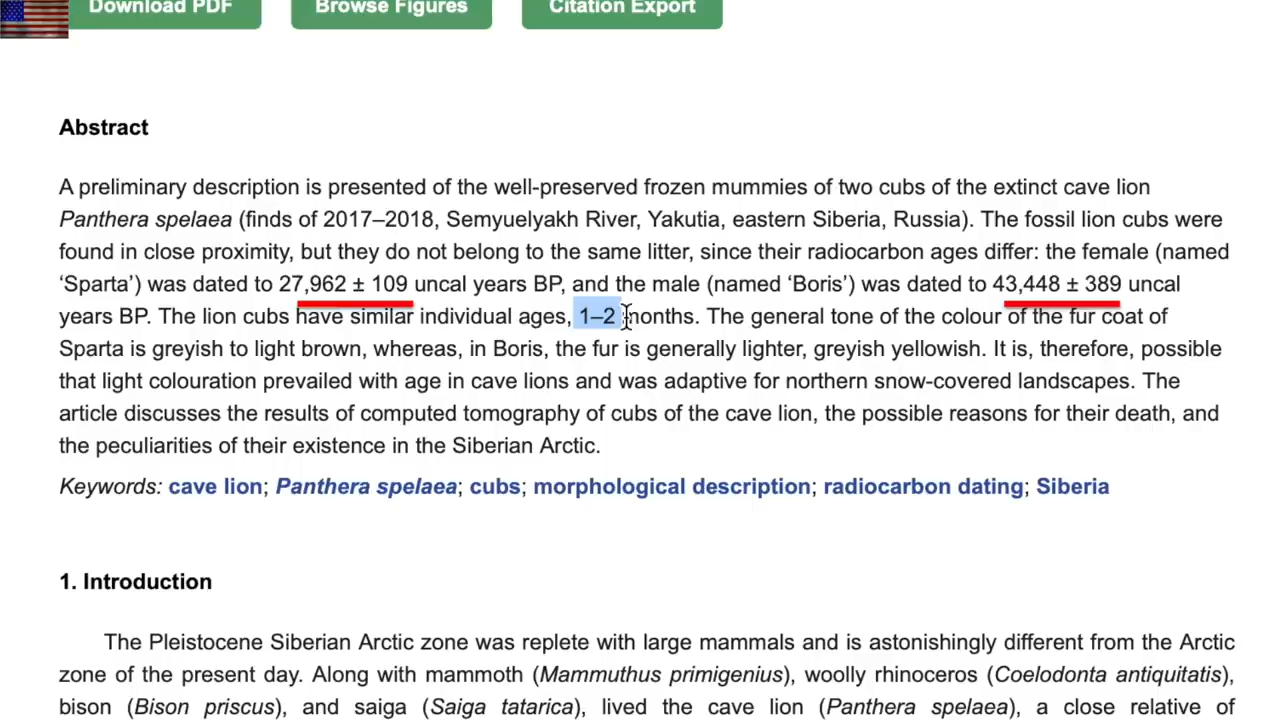 Download PDF
Browse Figures
Citation Export
Abstract
A preliminary description is presented of the well-preserved frozen mummies of two cubs of the extinct cave lion
Panthera spelaea (finds of 2017–2018, Semyuelyakh River, Yakutia, eastern Siberia, Russia). The fossil lion cubs were
found in close proximity, but they do not belong to the same litter, since their radiocarbon ages differ: the female (named
‘Sparta’) was dated to 27,962 ± 109 uncal years BP, and the male (named ‘Boris’) was dated to 43,448 ± 389 uncal
years BP. The lion cubs have similar individual ages, 1–2 months. The general tone of the colour of the fur coat of
Sparta is greyish to light brown, whereas, in Boris, the fur is generally lighter, greyish yellowish. It is, therefore, possible
that light colouration prevailed with age in cave lions and was adaptive for northern snow-covered landscapes. The
article discusses the results of computed tomography of cubs of the cave lion, the possible reasons for their death, and
the peculiarities of their existence in the Siberian Arctic.
Keywords: cave lion; Panthera spelaea; cubs; morphological description; radiocarbon dating; Siberia
1. Introduction
The Pleistocene Siberian Arctic zone was replete with large mammals and is astonishingly different from the Arctic
zone of the present day. Along with mammoth (Mammuthus primigenius), woolly rhinoceros (Coelodonta antiquitatis),
bison (Bison priscus), and saiga (Saiga tatarica), lived the cave lion (Panthera spelaea), a close relative of